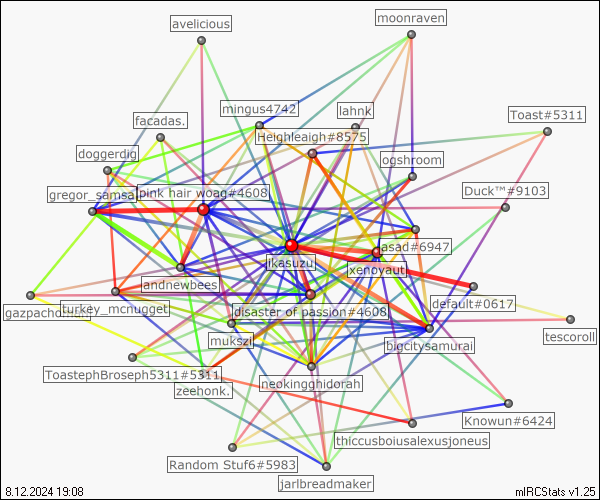 moonraven
avelicious
mingus4742
lahnk
Toast#5311
facadas.
Heighleigh#8575
doggerdig
ogshroom
gregor_samsa
pink hair woag#4608
Duck™#9103
asad#6947
ikasuzu
xenoyaut
andnewbees
default#0617
turkey_mcnugget
disaster of passion#4608
tescoroll
mukszi
bigcitysamurai
ToastephBroseph5311#5311
zeehonk.
neokingghidorah
Knowun#6424
thiccusboiusalexusjoneus
Random Stuf6#5983
jarlbreadmaker
8.12.2024 19:08
mIRCStats v1.25